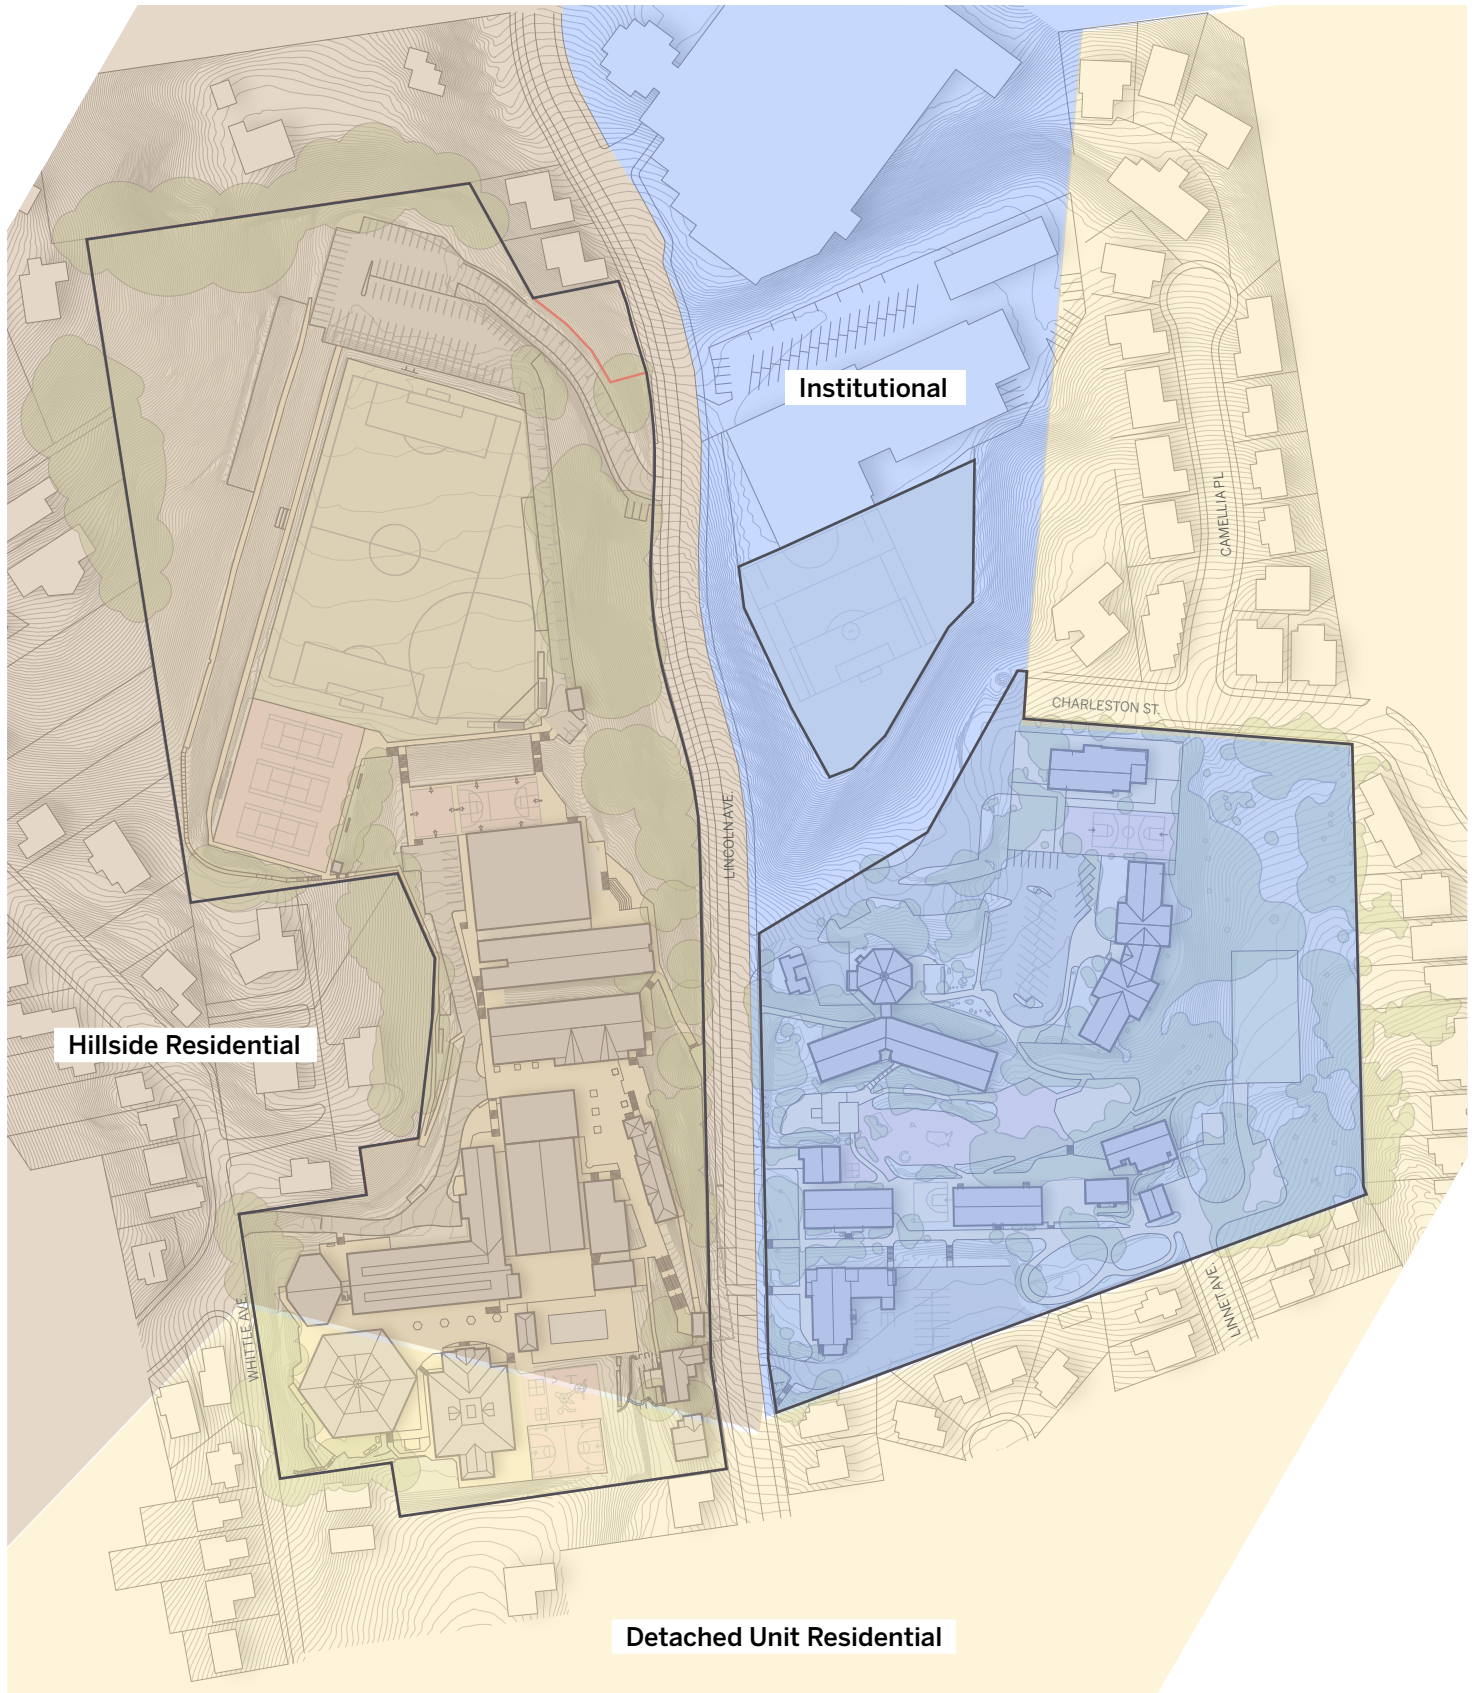 Institutional
CAMELLIA PL
CHARLESTON ST.
LINCOLN AVE.
Hillside Residential
WHITTLE AVE.
LINNET AVE.
Detached Unit Residential